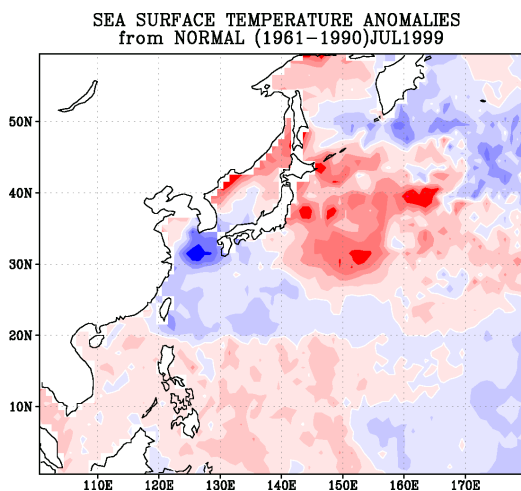 SEA SURFACE TEMPERATURE ANOMALIES
from NORMAL (1961-1990)JUL1999
50N
40N
30N
20N
10N
110E 120E 130E 140E 150E 160E 170E